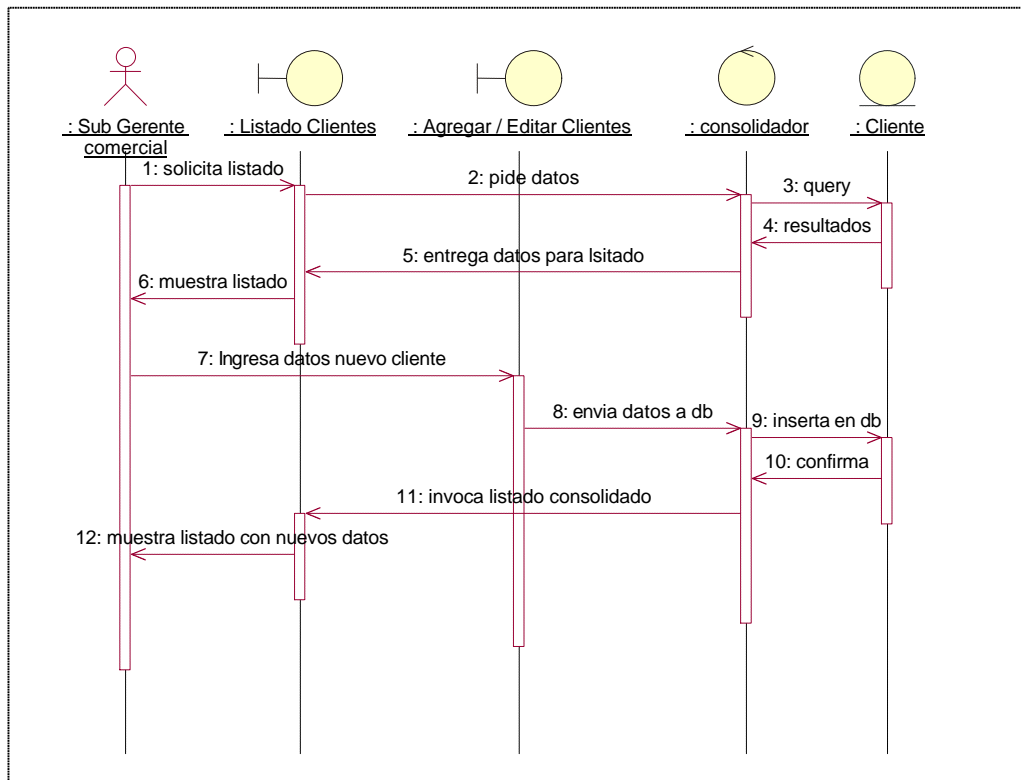 : Sub Gerente
comercial
: Listado Clientes
: Agregar / Editar Clientes
: consolidador
: Cliente
1: solicita listado
2: pide datos
3: query
4: resultados
5: entrega datos para lsitado
6: muestra listado
7: Ingresa datos nuevo cliente
8: envia datos a db
9: inserta en db
10: confirma
11: invoca listado consolidado
12: muestra listado con nuevos datos